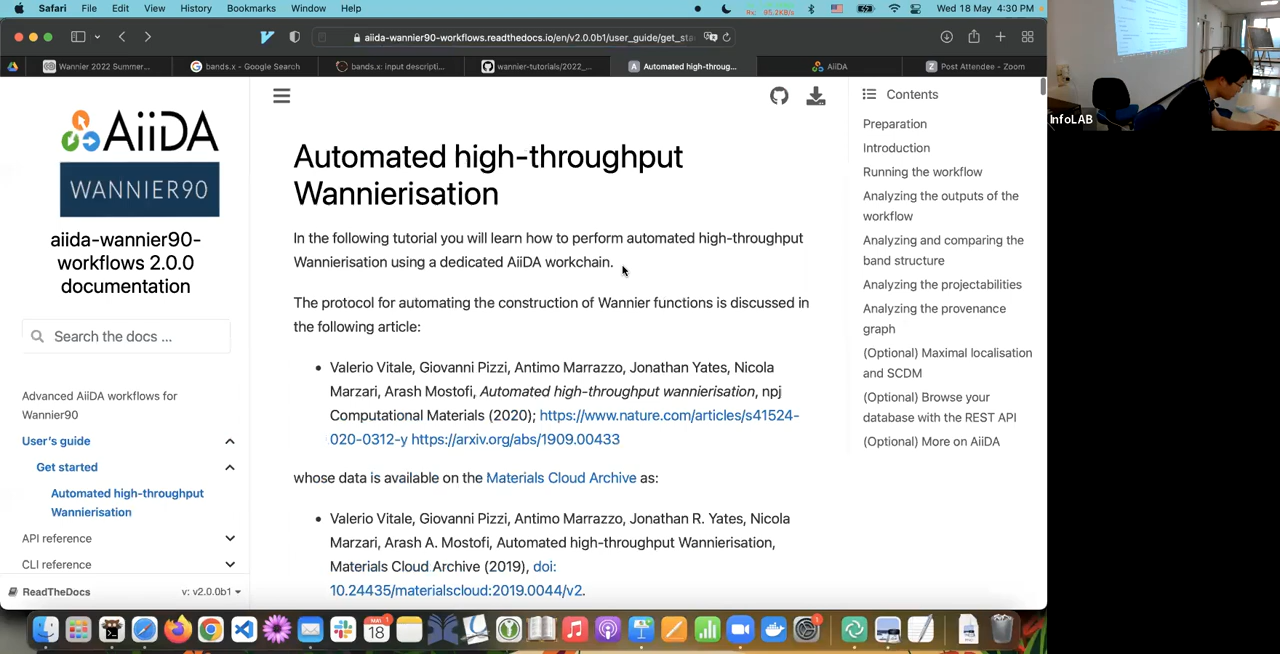 Safari File Edit View History Bookmarks Window Help
95.2KB/s
Wed 18 May 4:30 PM
aiida-wannier90-workflows.readthedocs.io/en/v2.0.0b1/user_guide/get_sta
Wannier 2022 Summer...
bands.x - Google Search
bands.x: input descripti...
wannier-tutorials/2022_...
Automated high-throug...
AiiDA
Post Attendee - Zoom
AiiDA
WANNIER90
aiida-wannier90-
workflows 2.0.0
documentation
Search the docs ...
Advanced AiiDA workflows for
Wannier90
User's guide
Get started
Automated high-throughput
Wannierisation
API reference
CLI reference
ReadTheDocs
v: v2.0.0b1
Automated high-throughput
Wannierisation
In the following tutorial you will learn how to perform automated high-throughput
Wannierisation using a dedicated AiiDA workchain.
The protocol for automating the construction of Wannier functions is discussed in
the following article:
• Valerio Vitale, Giovanni Pizzi, Antimo Marrazzo, Jonathan Yates, Nicola
Marzari, Arash Mostofi, Automated high-throughput wannierisation, npj
Computational Materials (2020); https://www.nature.com/articles/s41524-
020-0312-y https://arxiv.org/abs/1909.00433
whose data is available on the Materials Cloud Archive as:
• Valerio Vitale, Giovanni Pizzi, Antimo Marrazzo, Jonathan R. Yates, Nicola
Marzari, Arash A. Mostofi, Automated high-throughput Wannierisation,
Materials Cloud Archive (2019), doi:
10.24435/materialscloud:2019.0044/v2.
Contents
Preparation
Introduction
Running the workflow
Analyzing the outputs of the
workflow
Analyzing and comparing the
band structure
Analyzing the projectabilities
Analyzing the provenance
graph
(Optional) Maximal localisation
and SCDM
(Optional) Browse your
database with the REST API
(Optional) More on AiiDA
InfoLAB
18